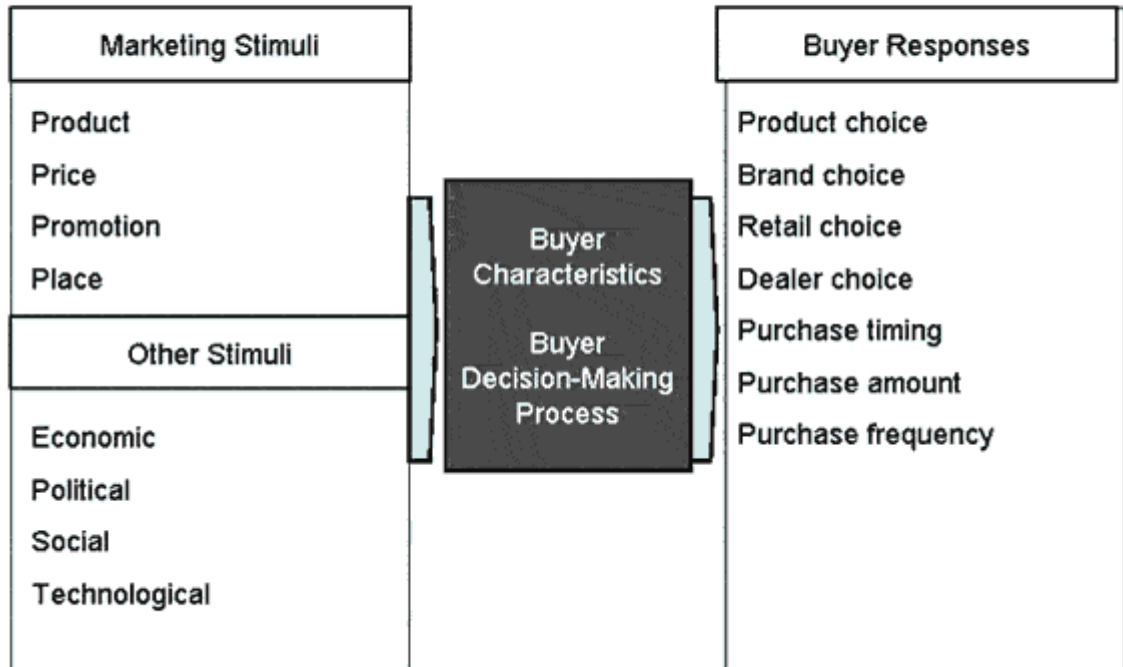 Marketing Stimuli
Product
Price
Promotion
Place
Other Stimuli
Economic
Political
Social
Technological
Buyer
Characteristics
Buyer
Decision-Making
Process
Buyer Responses
Product choice
Brand choice
Retail choice
Dealer choice
Purchase timing
Purchase amount
Purchase frequency